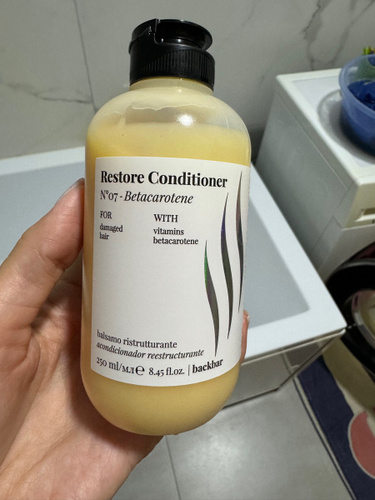 Restore Conditioner
N°07 - Betacarotene
FOR
damaged
hair
WITH
vitamins
betacarotene
balsamo ristrutturante
acondicionador reestructurante
250 ml/мл ℮ 8.45 fl.oz. | backbar